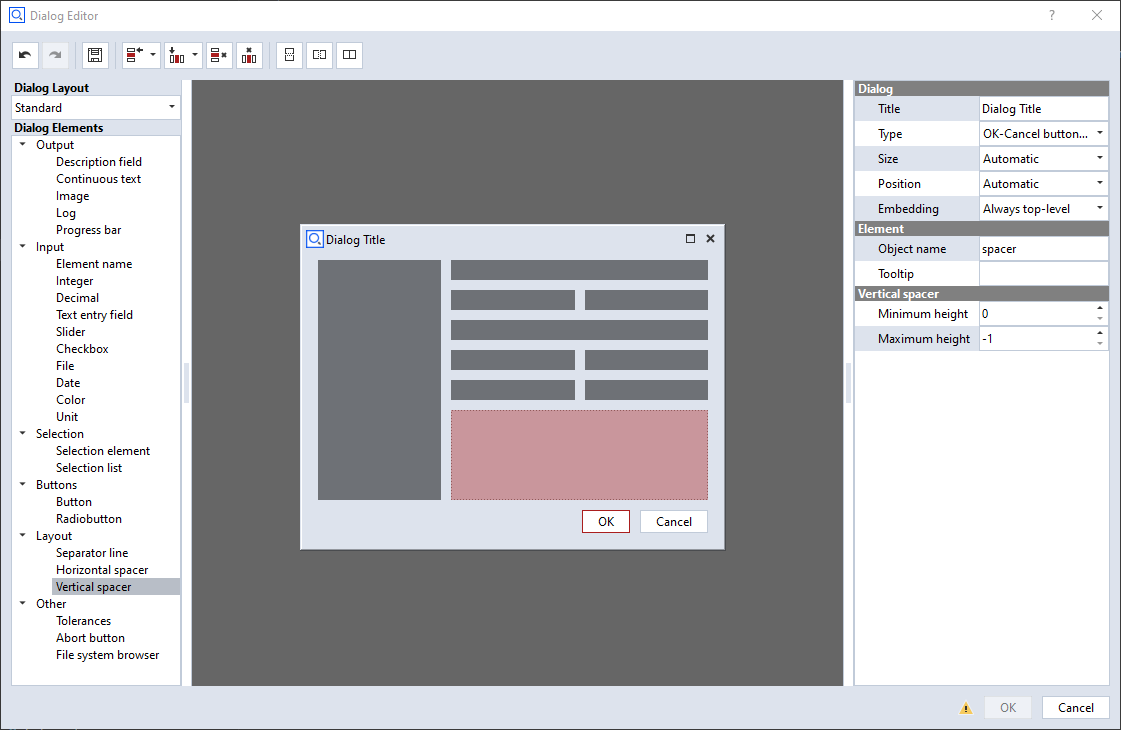 Dialog Editor
?
Dialog Layout
Standard
Dialog Elements
Output
Description field
Continuous text
Image
Log
Progress bar
Input
Element name
Integer
Decimal
Text entry field
Slider
Checkbox
File
Date
Color
Unit
Selection
Selection element
Selection list
Buttons
Button
Radiobutton
Layout
Separator line
Horizontal spacer
Vertical spacer
Other
Tolerances
Abort button
File system browser
Dialog Title
OK Cancel
Dialog
Title Dialog Title
Type OK-Cancel button...
Size Automatic
Position Automatic
Embedding Always top-level
Element
Object name spacer
Tooltip
Vertical spacer
Minimum height 0
Maximum height -1
OK Cancel